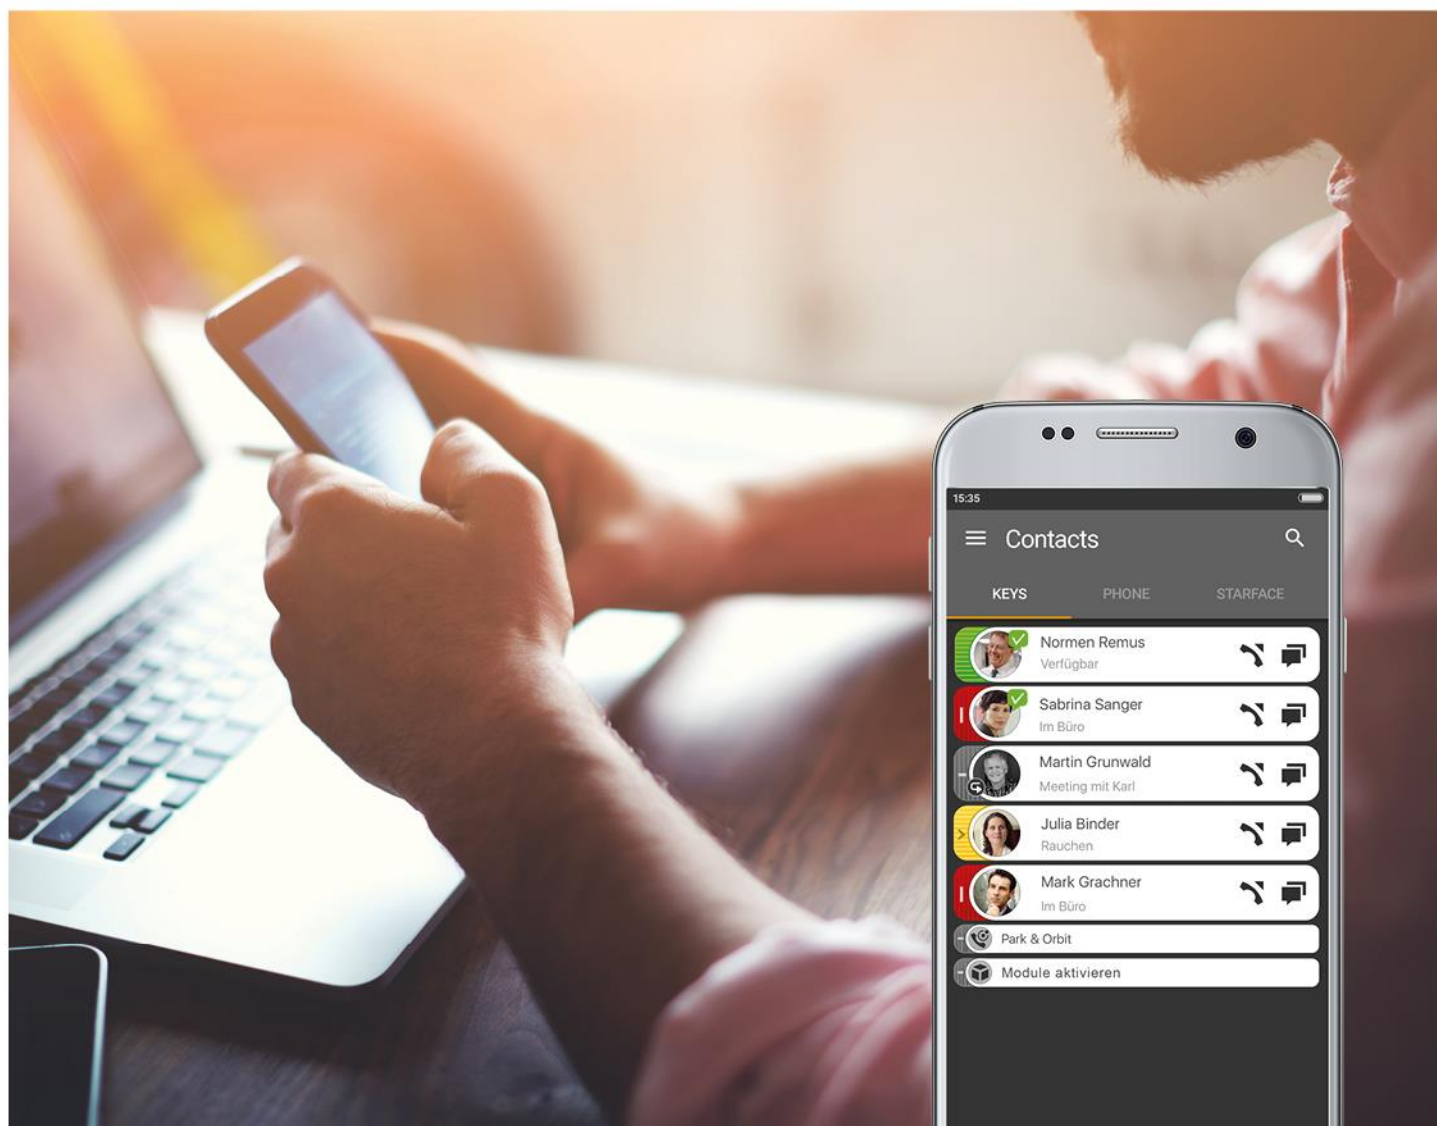 15:35
Contacts
KEYS PHONE STARFACE
Normen Remus
Verfügbar
Sabrina Sanger
Im Büro
Martin Grunwald
Meeting mit Karl
Julia Binder
Rauchen
Mark Grachner
Im Büro
Park & Orbit
Module aktivieren